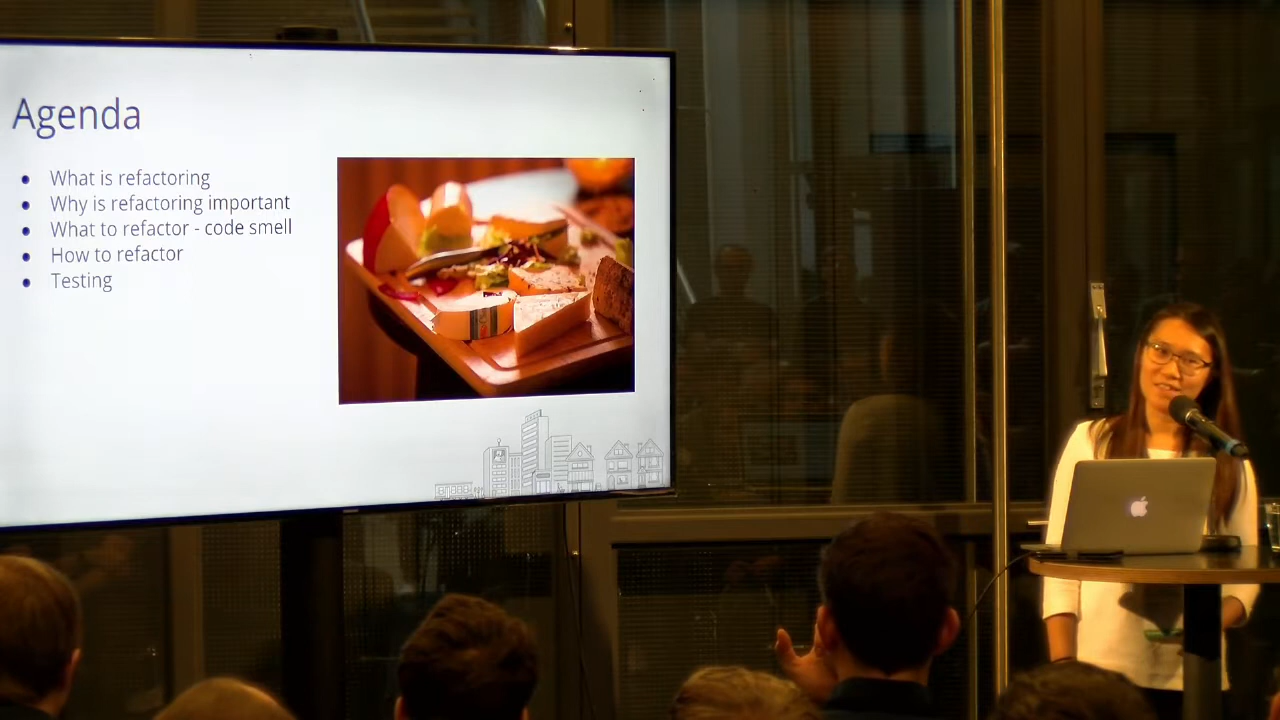 Agenda
• What is refactoring
• Why is refactoring important
• What to refactor - code smell
• How to refactor
• Testing